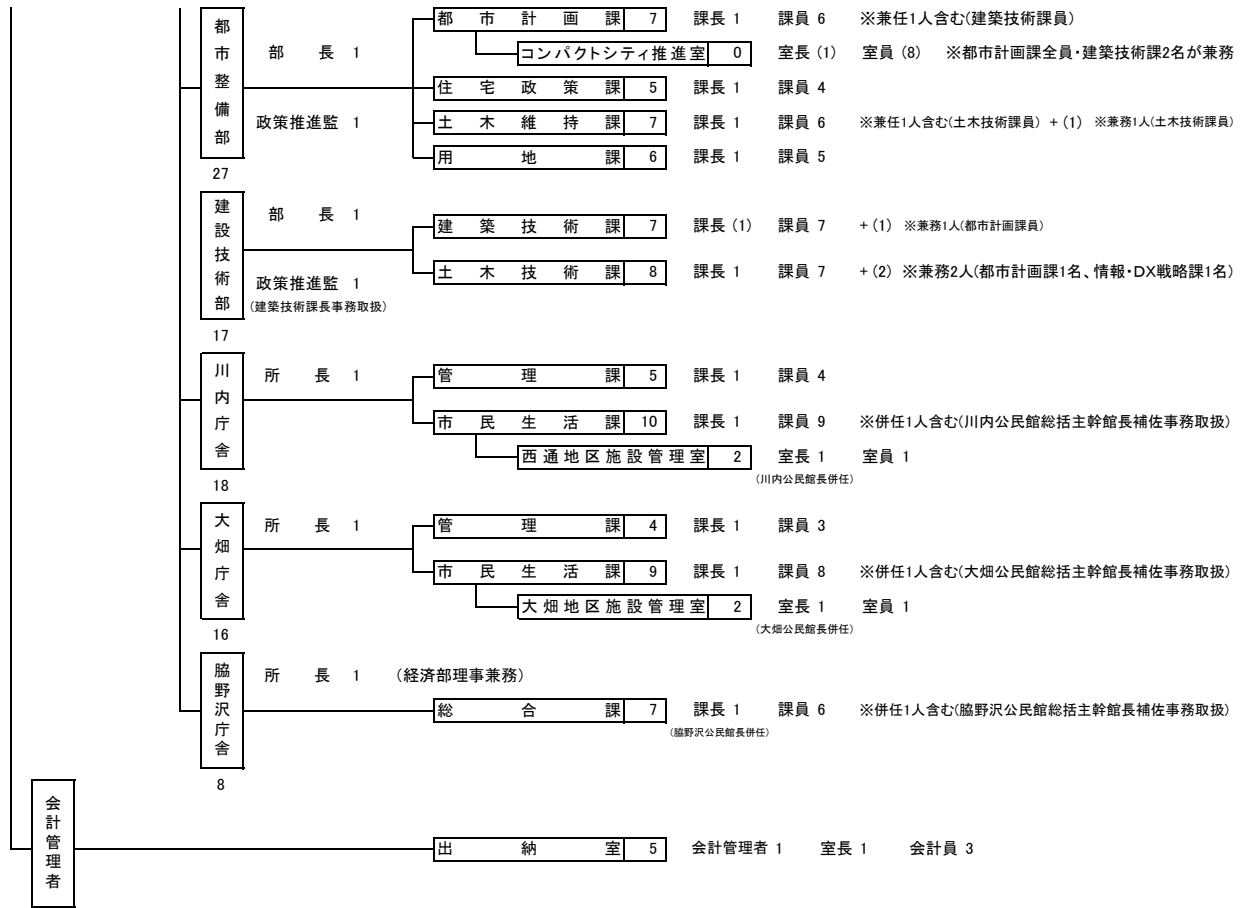 都市整備部
27
部長 1
政策推進監 1
都市計画課 7 課長 1 課員 6 ※兼任1人含む(建築技術課員)
コンパクトシティ推進室 0 室長 (1) 室員 (8) ※都市計画課全員・建築技術課2名が兼務
住宅政策課 5 課長 1 課員 4
土木維持課 7 課長 1 課員 6 ※兼任1人含む(土木技術課員) + (1) ※兼務1人(土木技術課員)
用地課 6 課長 1 課員 5
建設技術部
17
部長 1
政策推進監 1
(建築技術課長事務取扱)
建築技術課 7 課長 (1) 課員 7 + (1) ※兼務1人(都市計画課員)
土木技術課 8 課長 1 課員 7 + (2) ※兼務2人(都市計画課1名、情報・DX戦略課1名)
川内庁舎
18
所長 1
管理課 5 課長 1 課員 4
市民生活課 10 課長 1 課員 9 ※併任1人含む(川内公民館総括主幹館長補佐事務取扱)
西通地区施設管理室 2 室長 1 室員 1
(川内公民館長併任)
大畑庁舎
16
所長 1
管理課 4 課長 1 課員 3
市民生活課 9 課長 1 課員 8 ※併任1人含む(大畑公民館総括主幹館長補佐事務取扱)
大畑地区施設管理室 2 室長 1 室員 1
(大畑公民館長併任)
脇野沢庁舎
8
所長 1 (経済部理事兼務)
総合課 7 課長 1 課員 6 ※併任1人含む(脇野沢公民館総括主幹館長補佐事務取扱)
(脇野沢公民館長併任)
会計管理者
出納室 5 会計管理者 1 室長 1 会計員 3